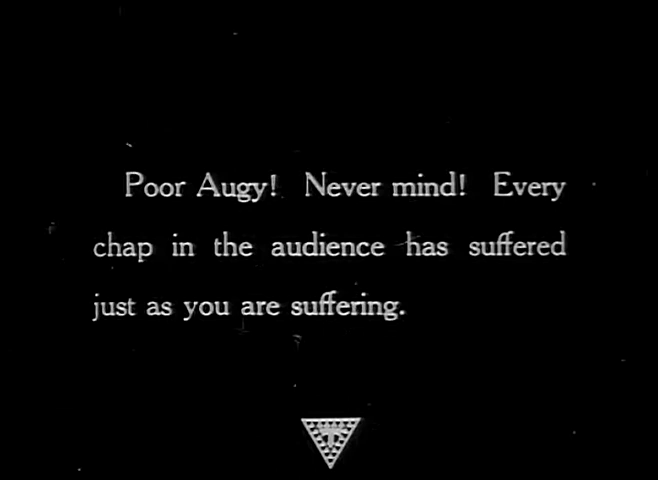 Poor Augy! Never mind! Every
chap in the audience has suffered
just as you are suffering.